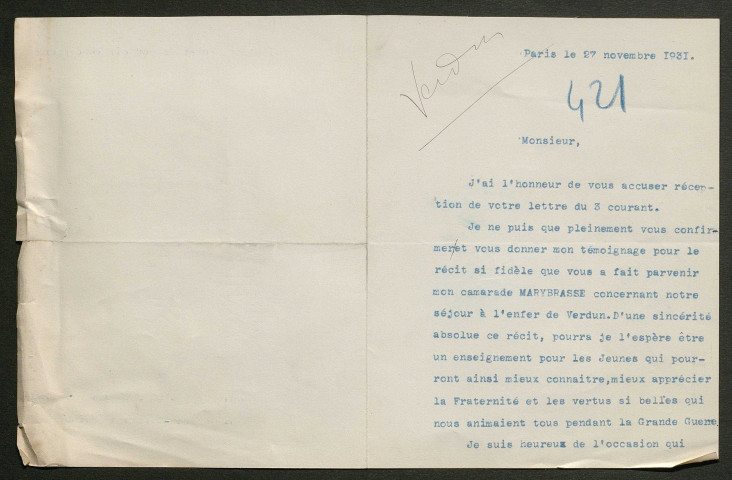 Verdun
Paris le 27 novembre 1931.
421
Monsieur,
J'ai l'honneur de vous accuser récep-
tion de votre lettre du 3 courant.
Je ne puis que pleinement vous confir-
mer et vous donner mon témoignage pour le
récit si fidèle que vous a fait parvenir
mon camarade MARYBRASSE concernant notre
séjour à l'enfer de Verdun.D'une sincérité
absolue ce récit, pourra je l'espère être
un enseignement pour les Jeunes qui pour-
ront ainsi mieux connaitre,mieux apprécier
la Fraternité et les vertus si belles qui
nous animaient tous pendant la Grande Guerre
Je suis heureux de l'occasion qui